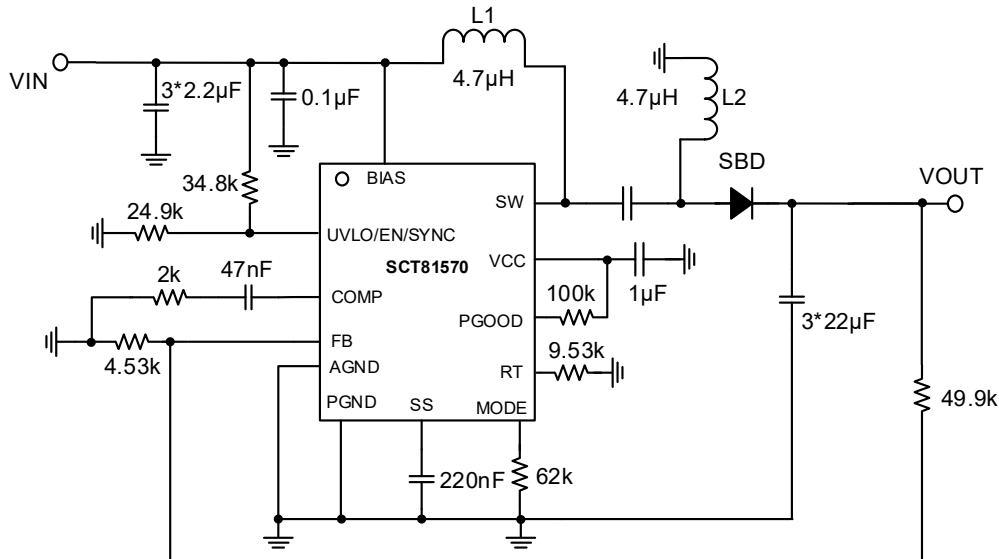 L1
VIN
4.7µH
3*2.2µF
0.1µF
4.7µH
L2
SBD
BIAS
VOUT
34.8k
SW
24.9k
UVLO/EN/SYNC
VCC
SCT81570
2k
47nF
COMP
100k
1µF
PGOOD
3*22µF
FB
9.53k
4.53k
AGND
RT
PGND
SS
MODE
49.9k
220nF
62k